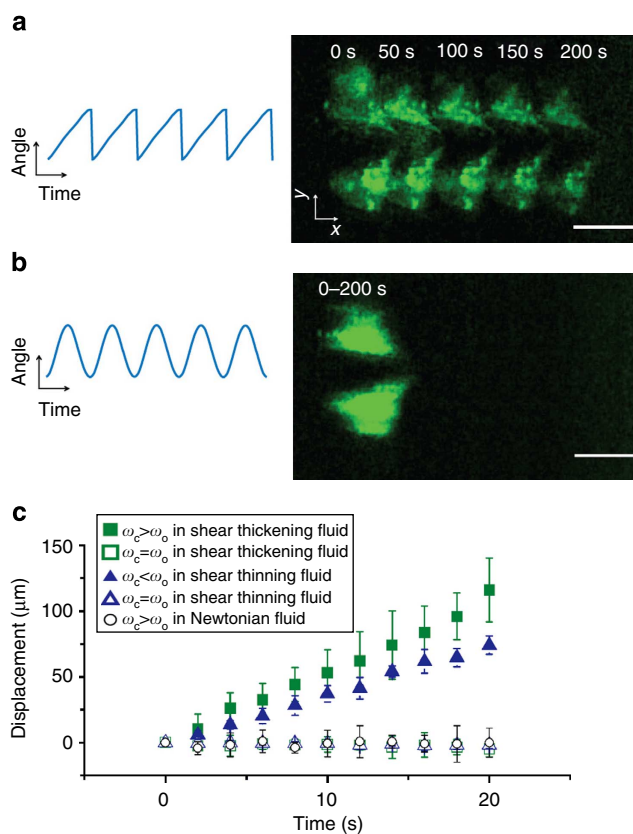 a
0 s 50 s 100 s 150 s 200 s
Angle
Time
y
x
b
0–200 s
Angle
Time
c
ω_c>ω_o in shear thickening fluid
ω_c=ω_o in shear thickening fluid
ω_c<ω_o in shear thinning fluid
ω_c=ω_o in shear thinning fluid
ω_c>ω_o in Newtonian fluid
Displacement (μm)
150
100
50
0
0 10 20
Time (s)